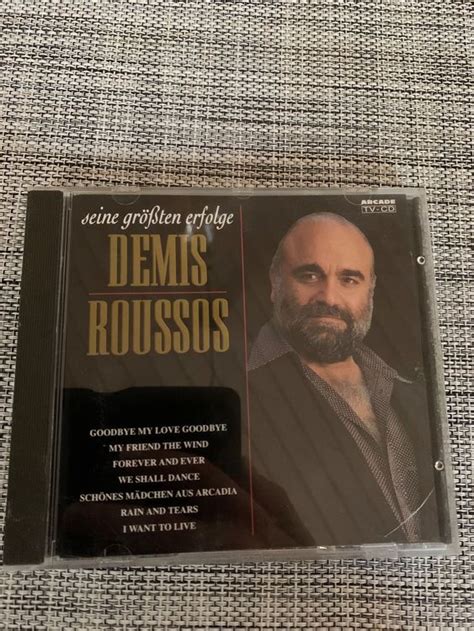 ARCADE
TV-CD
seine größten erfolge
DEMIS
ROUSSOS
GOODBYE MY LOVE GOODBYE
MY FRIEND THE WIND
FOREVER AND EVER
WE SHALL DANCE
SCHÖNES MÄDCHEN AUS ARCADIA
RAIN AND TEARS
I WANT TO LIVE